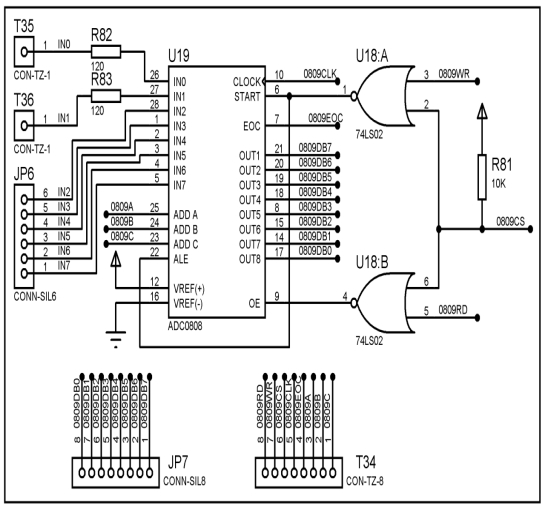 T35
1 IN0
CON-TZ-1
R82
120
R83
120
T36
1 IN1
CON-TZ-1
JP6
6 IN2
5 IN3
4 IN4
3 IN5
2 IN6
1 IN7
CONN-SIL6
U19
26 IN0
27 IN1
28 IN2
1 IN3
2 IN4
3 IN5
4 IN6
5 IN7
0809A 25 ADD A
0809B 24 ADD B
0809C 23 ADD C
22 ALE
12 VREF(+)
16 VREF(-)
ADC0808
CLOCK 10 0809CLK
START 6
EOC 7 0809EOC
OUT1 21 0809DB7
OUT2 20 0809DB6
OUT3 19 0809DB5
OUT4 18 0809DB4
OUT5 8 0809DB3
OUT6 15 0809DB2
OUT7 14 0809DB1
OUT8 17 0809DB0
OE 9
U18:A
1
3 0809WR
2
74LS02
R81
10K
0809CS
U18:B
4
6
5 0809RD
74LS02
8 0809DB0
7 0809DB1
6 0809DB2
5 0809DB3
4 0809DB4
3 0809DB5
2 0809DB6
1 0809DB7
JP7
CONN-SIL8
8 0809RD
7 0809WR
6 0809CS
5 0809CLK
4 0809EOC
3 0809A
2 0809B
1 0809C
T34
CON-TZ-8